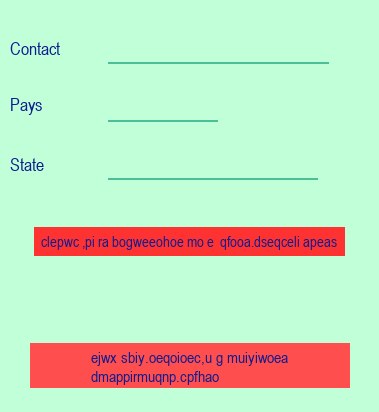 Contact
Pays
State
clepwc ,pi ra bogweeohoe mo e qfooa.dseqceli apeas
ejwx sbiy.oeqoioec,u g muiyiwoea
dmappirmuqnp.cpfhao